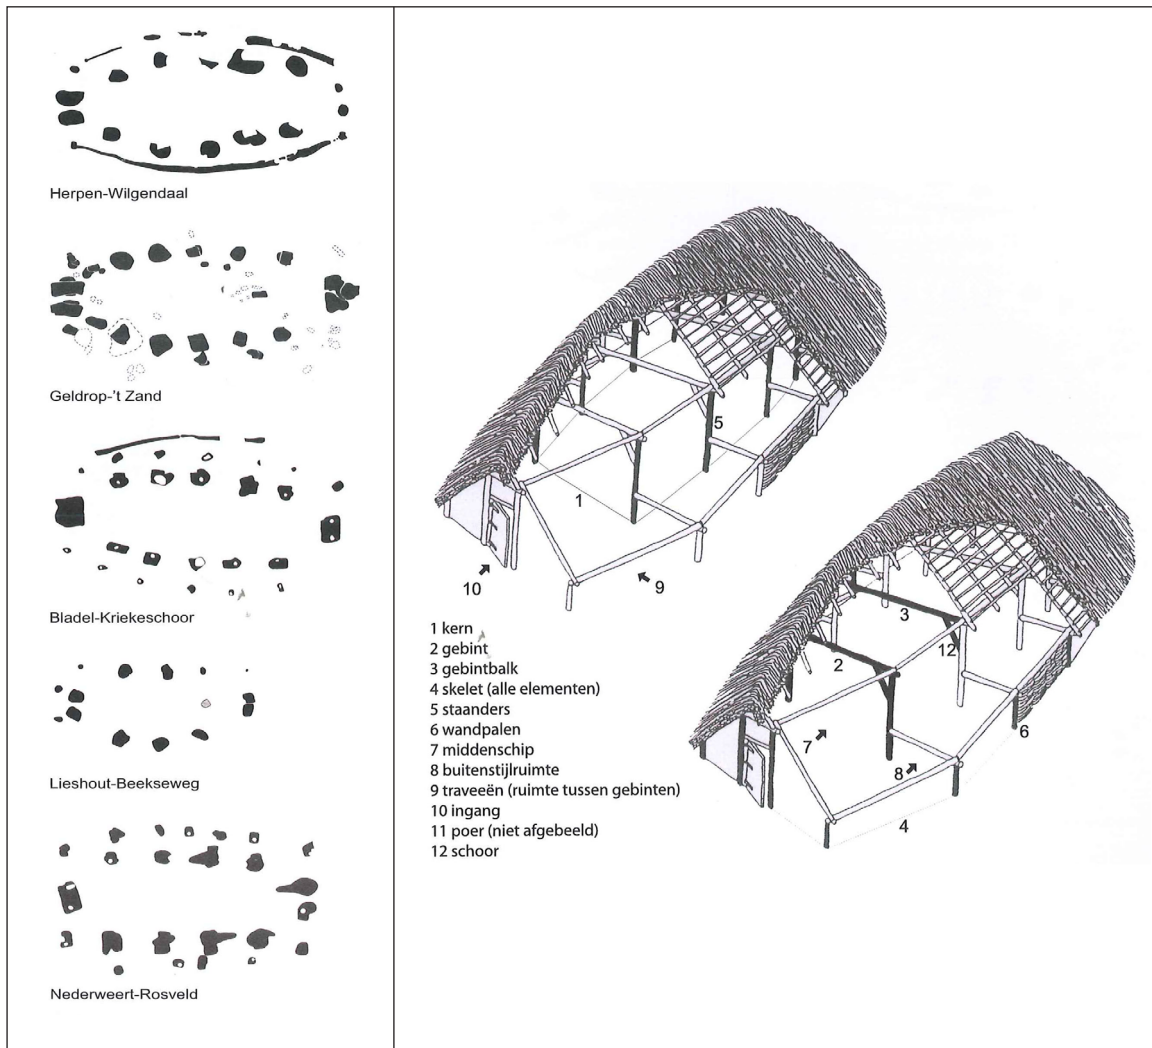 Herpen-Wilgendaal
Geldrop-'t Zand
Bladel-Kriekeschoor
Lieshout-Beekseweg
Nederweert-Rosveld
1
5
10
9
1 kern
2 gebint
3 gebintbalk
4 skelet (alle elementen)
5 staanders
6 wandpalen
7 middenschip
8 buitenstijlruimte
9 traveeën (ruimte tussen gebinten)
10 ingang
11 poer (niet afgebeeld)
12 schoor
3
2
12
7
8
6
4